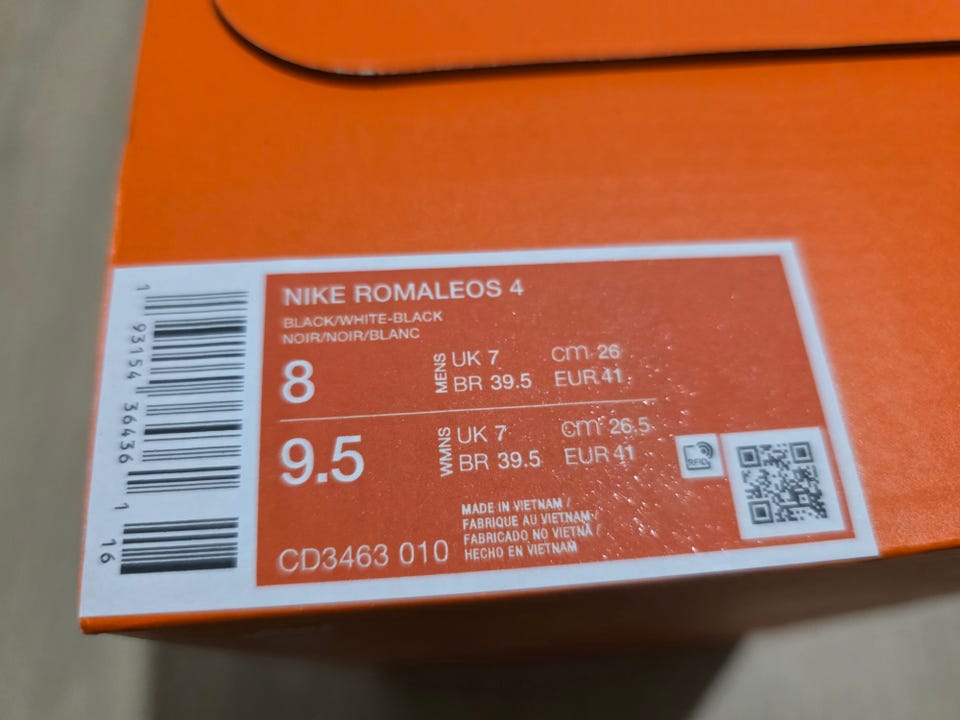 NIKE ROMALEOS 4
BLACK/WHITE-BLACK
NOIR/NOIR/BLANC
8
MENS
UK 7 cm 26
BR 39.5 EUR 41
9.5
WMNS
UK 7 cm 26.5
BR 39.5 EUR 41
RFID
MADE IN VIETNAM /
FABRIQUE AU VIETNAM /
FABRICADO NO VIETNÃ /
HECHO EN VIETNAM
CD3463 010
1 93154 36436 1 16